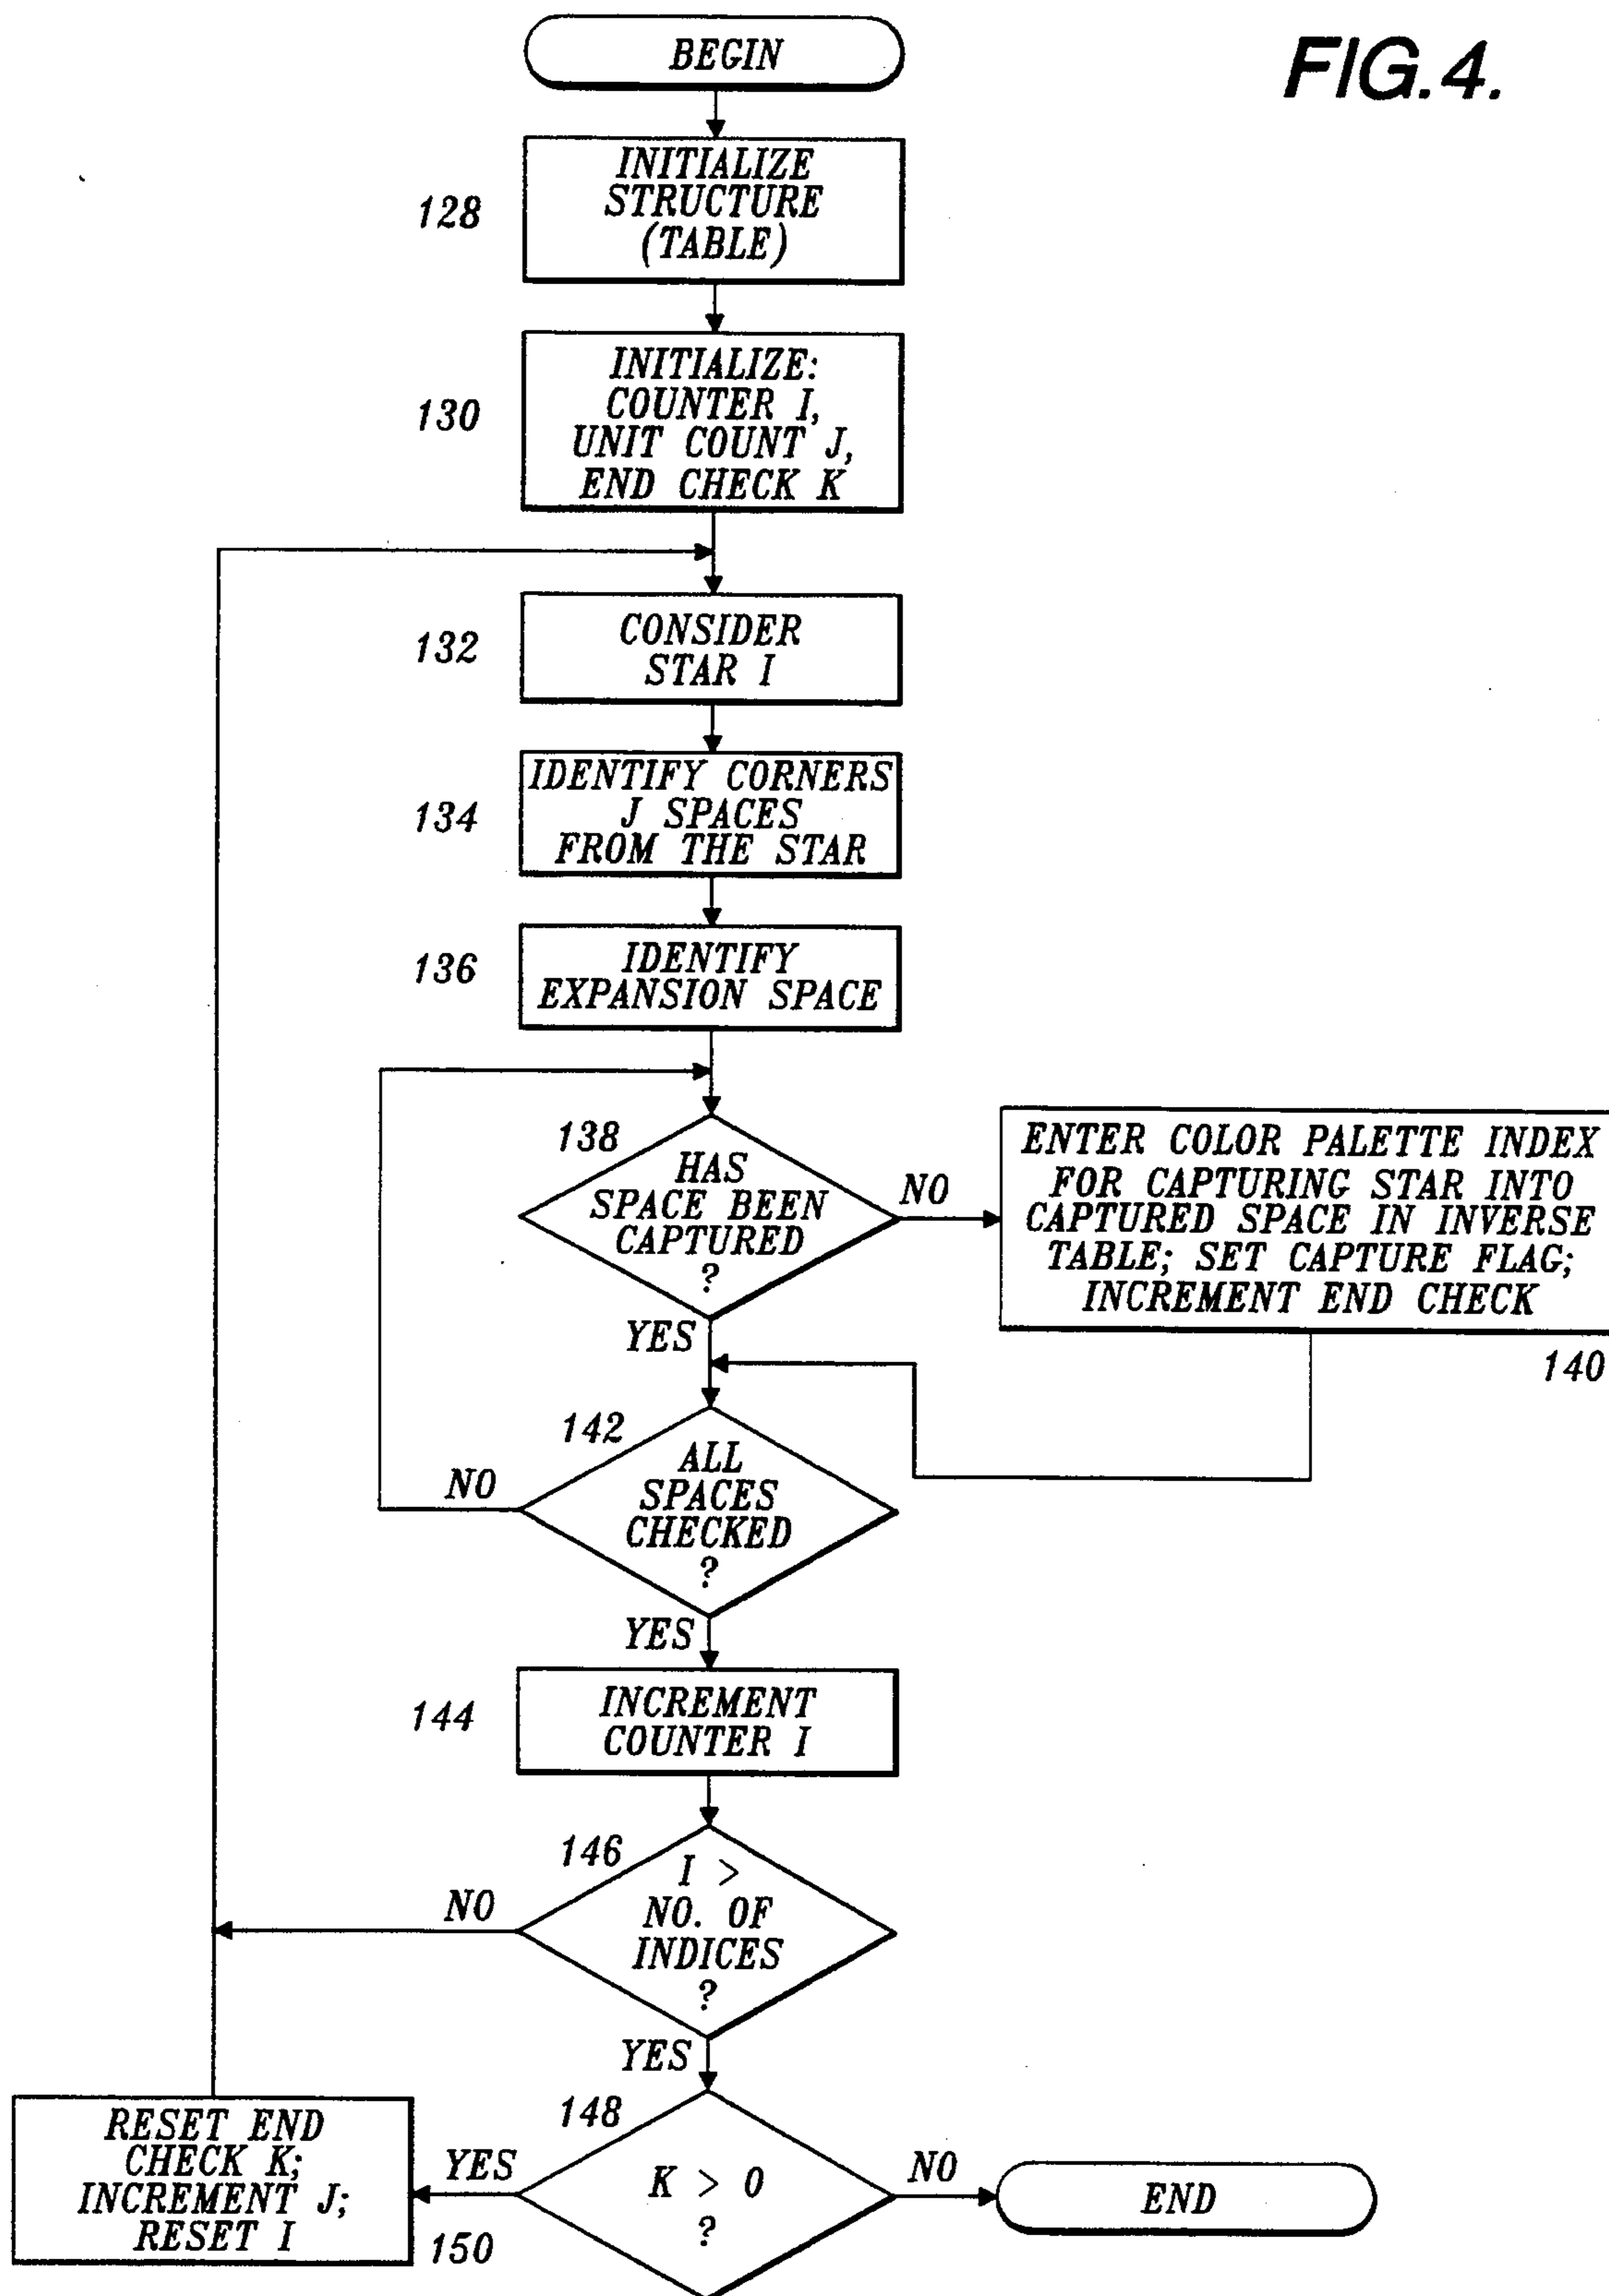 FIG.4.
BEGIN
128
INITIALIZE
STRUCTURE
(TABLE)
130
INITIALIZE:
COUNTER I,
UNIT COUNT J,
END CHECK K
132
CONSIDER
STAR I
134
IDENTIFY CORNERS
J SPACES
FROM THE STAR
136
IDENTIFY
EXPANSION SPACE
138
HAS
SPACE BEEN
CAPTURED
?
NO
YES
ENTER COLOR PALETTE INDEX
FOR CAPTURING STAR INTO
CAPTURED SPACE IN INVERSE
TABLE; SET CAPTURE FLAG;
INCREMENT END CHECK
140
142
ALL
SPACES
CHECKED
?
NO
YES
144
INCREMENT
COUNTER I
146
I >
NO. OF
INDICES
?
NO
YES
148
K > 0
?
YES
NO
RESET END
CHECK K;
INCREMENT J;
RESET I
150
END